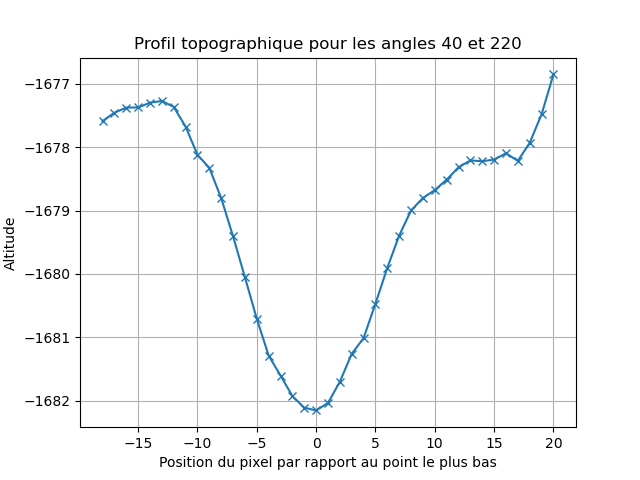 Profil topographique pour les angles 40 et 220
Altitude
−1677
−1678
−1679
−1680
−1681
−1682
−15 −10 −5 0 5 10 15 20
Position du pixel par rapport au point le plus bas